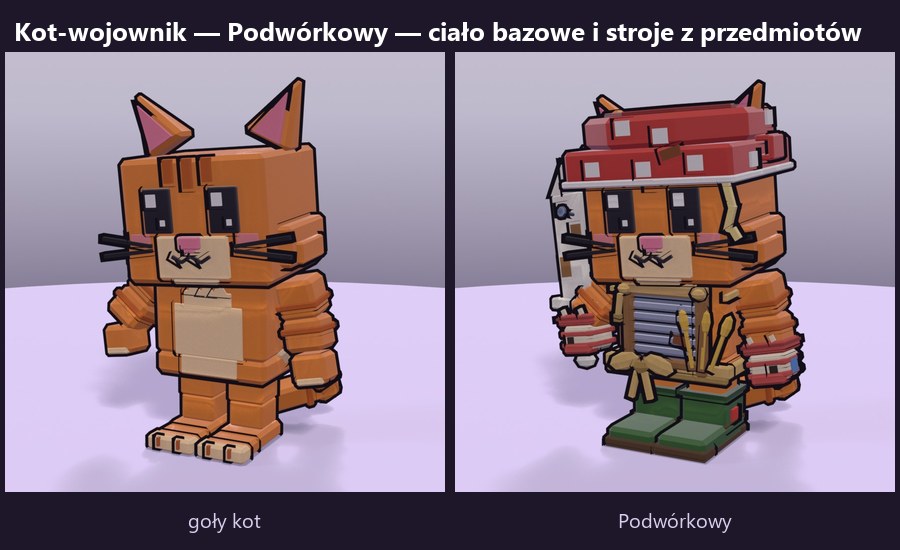 Kot-wojownik — Podwórkowy — ciało bazowe i stroje z przedmiotów
goły kot
Podwórkowy